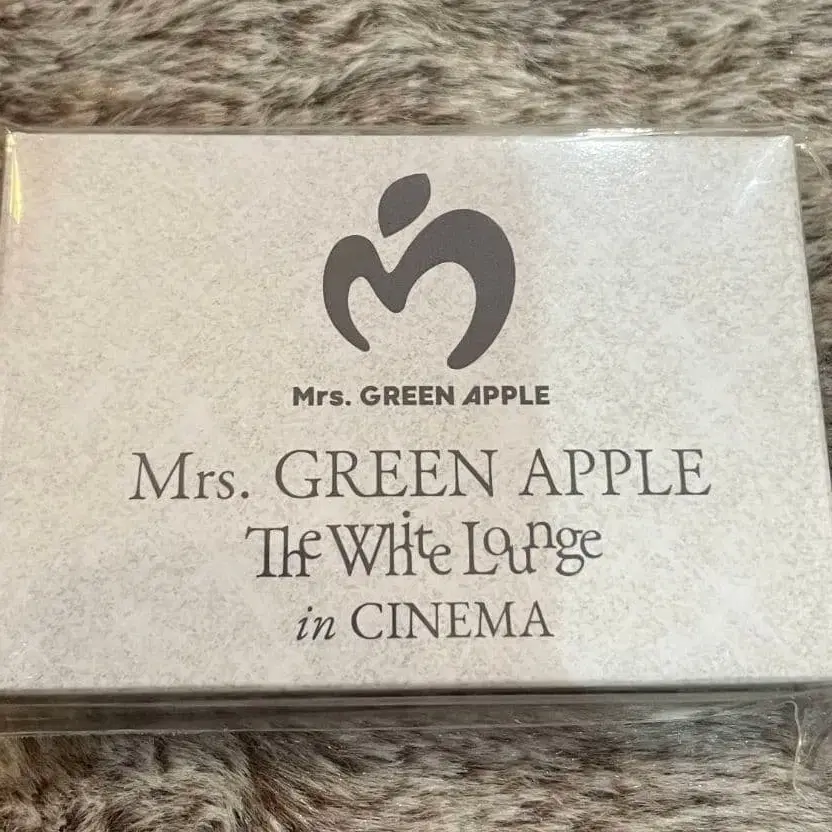 Mrs. GREEN APPLE
Mrs. GREEN APPLE
The White Lounge
in CINEMA